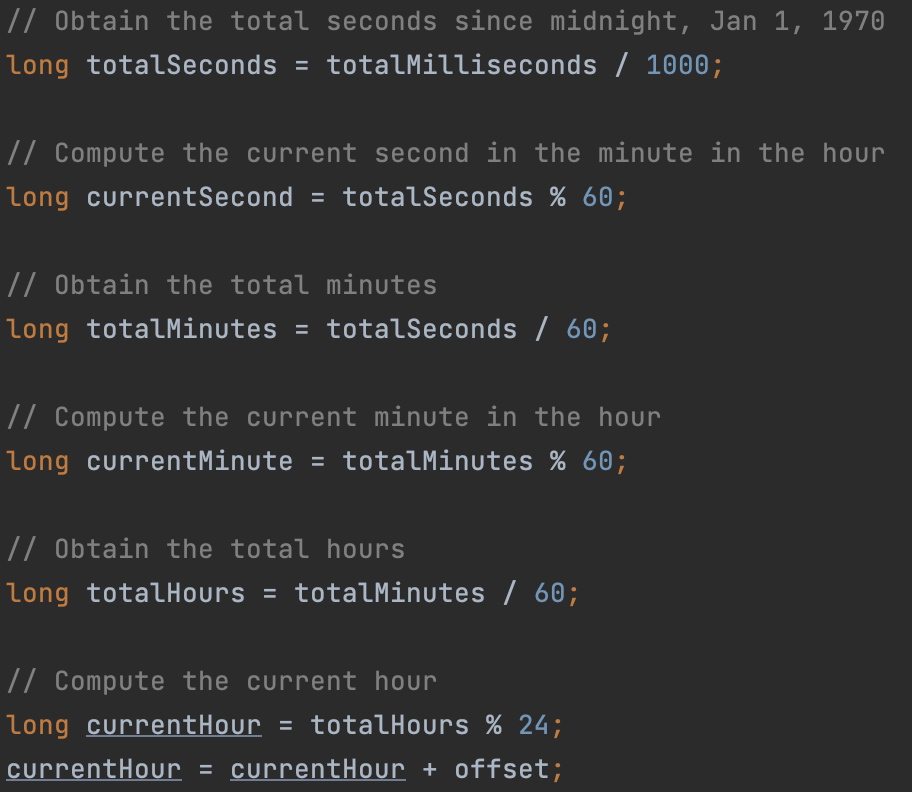 // Obtain the total seconds since midnight, Jan 1, 1970
long totalSeconds = totalMilliseconds / 1000;
// Compute the current second in the minute in the hour
long currentSecond = totalSeconds % 60;
// Obtain the total minutes
long totalMinutes = totalSeconds / 60;
// Compute the current minute in the hour
long currentMinute = totalMinutes % 60;
// Obtain the total hours
long totalHours = totalMinutes / 60;
// Compute the current hour
long currentHour = totalHours % 24;
currentHour = currentHour + offset;